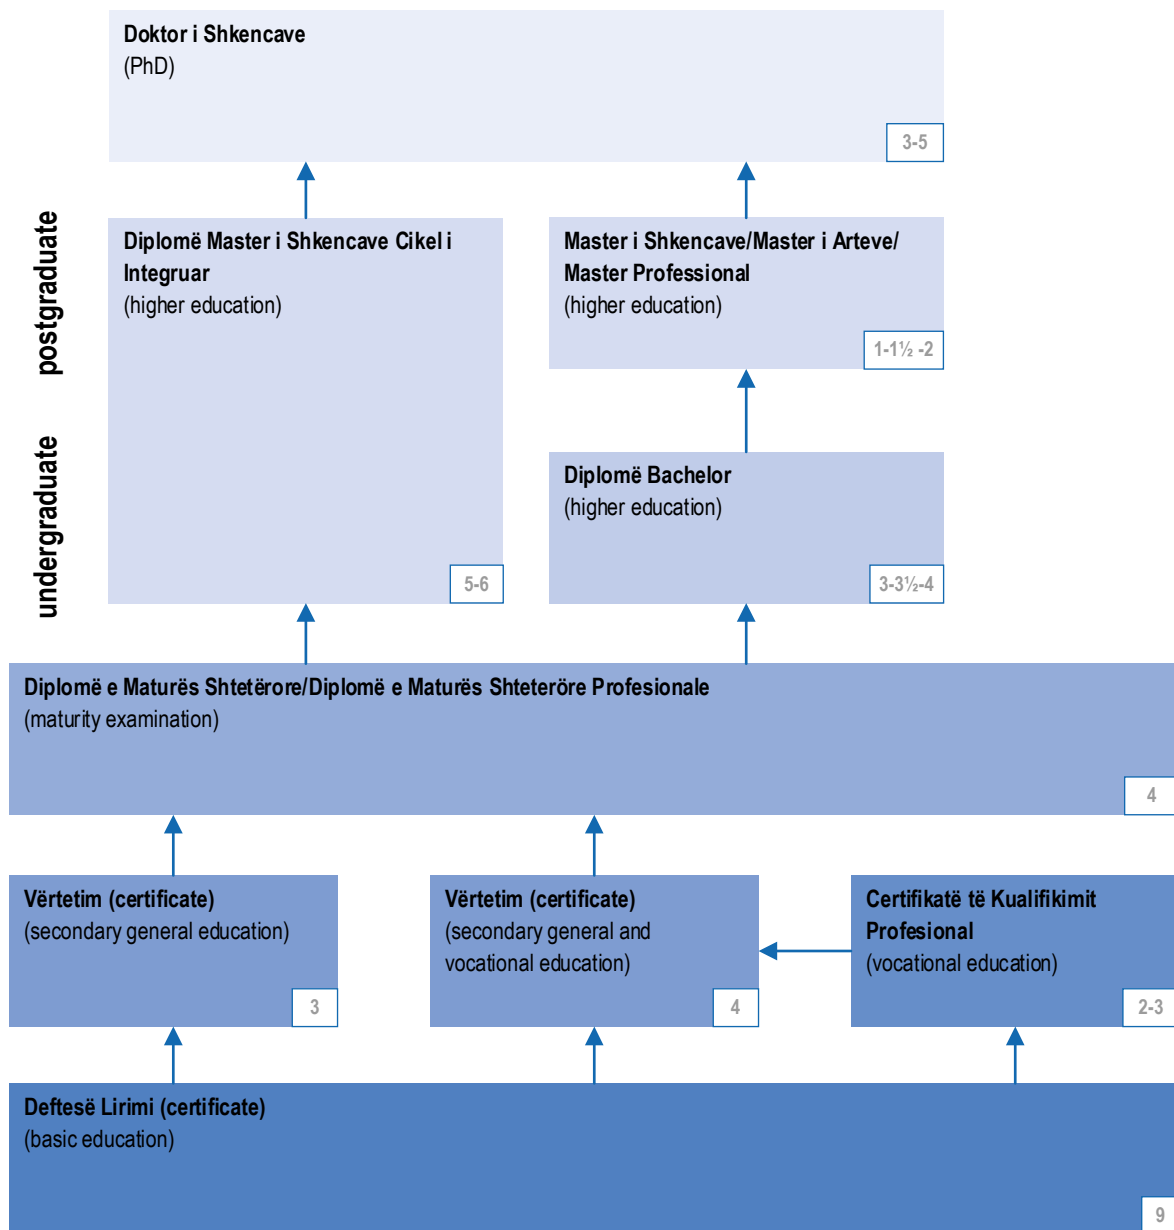 Doktor i Shkencave
(PhD)
3-5
postgraduate
Diplomë Master i Shkencave Cikel i
Integruar
(higher education)
5-6
Master i Shkencave/Master i Arteve/
Master Professional
(higher education)
1-1½ -2
undergraduate
Diplomë Bachelor
(higher education)
3-3½-4
Diplomë e Maturës Shtetërore/Diplomë e Maturës Shteteröre Profesionale
(maturity examination)
4
Vërtetim (certificate)
(secondary general education)
3
Vërtetim (certificate)
(secondary general and
vocational education)
4
Certifikatë të Kualifikimit
Profesional
(vocational education)
2-3
Deftesë Lirimi (certificate)
(basic education)
9